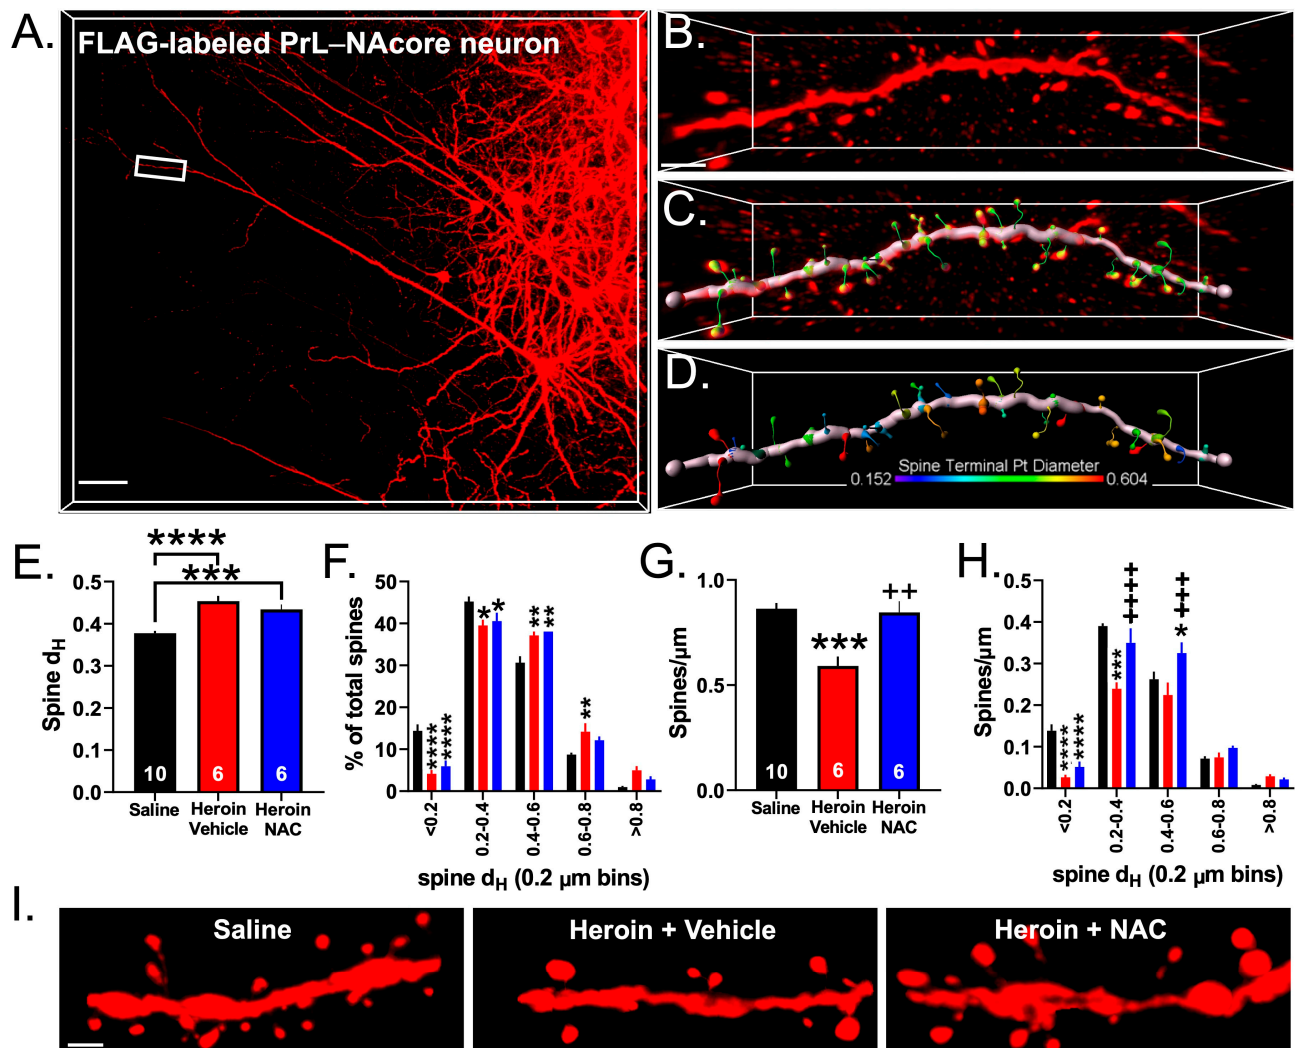 A.
FLAG-labeled PrL–NAcore neuron
B.
C.
D.
Spine Terminal Pt Diameter
0.152
0.604
E.
****
***
Spine dH
0.5
0.4
0.3
0.2
0.1
0.0
10
6
6
Saline
Heroin Vehicle
Heroin NAC
F.
% of total spines
50
40
30
20
10
0
****
****
*
*
**
**
**
<0.2
0.2-0.4
0.4-0.6
0.6-0.8
>0.8
spine dH (0.2 µm bins)
G.
Spines/µm
1.0
0.5
0.0
***
++
10
6
6
Saline
Heroin Vehicle
Heroin NAC
H.
Spines/µm
0.5
0.4
0.3
0.2
0.1
0.0
****
****
***
++++
*
+++
<0.2
0.2-0.4
0.4-0.6
0.6-0.8
>0.8
spine dH (0.2 µm bins)
I.
Saline
Heroin + Vehicle
Heroin + NAC